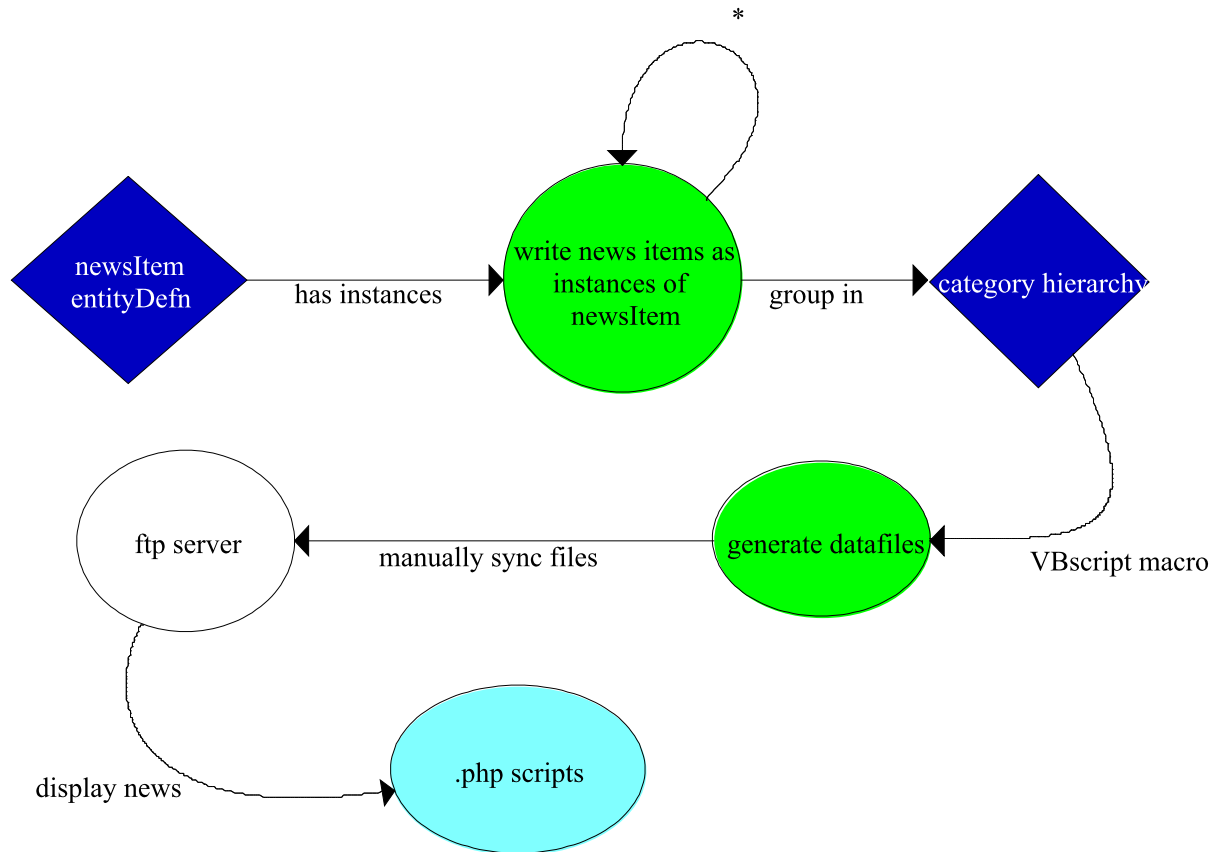 *
newsItem
entityDefn
has instances
write news items as
instances of
newsItem
group in
category hierarchy
ftp server
manually sync files
generate datafiles
VBscript macro
display news
.php scripts